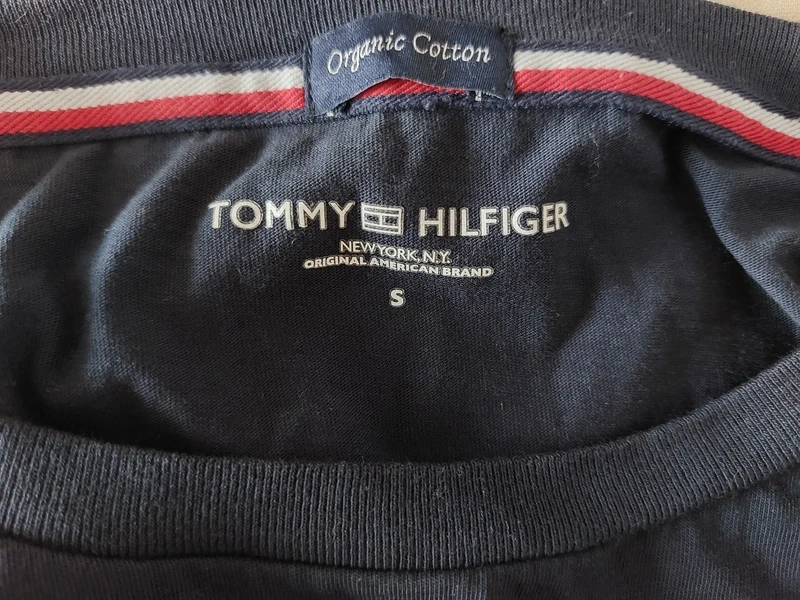 Organic Cotton
TOMMY HILFIGER
NEW YORK, N.Y.
ORIGINAL AMERICAN BRAND
S